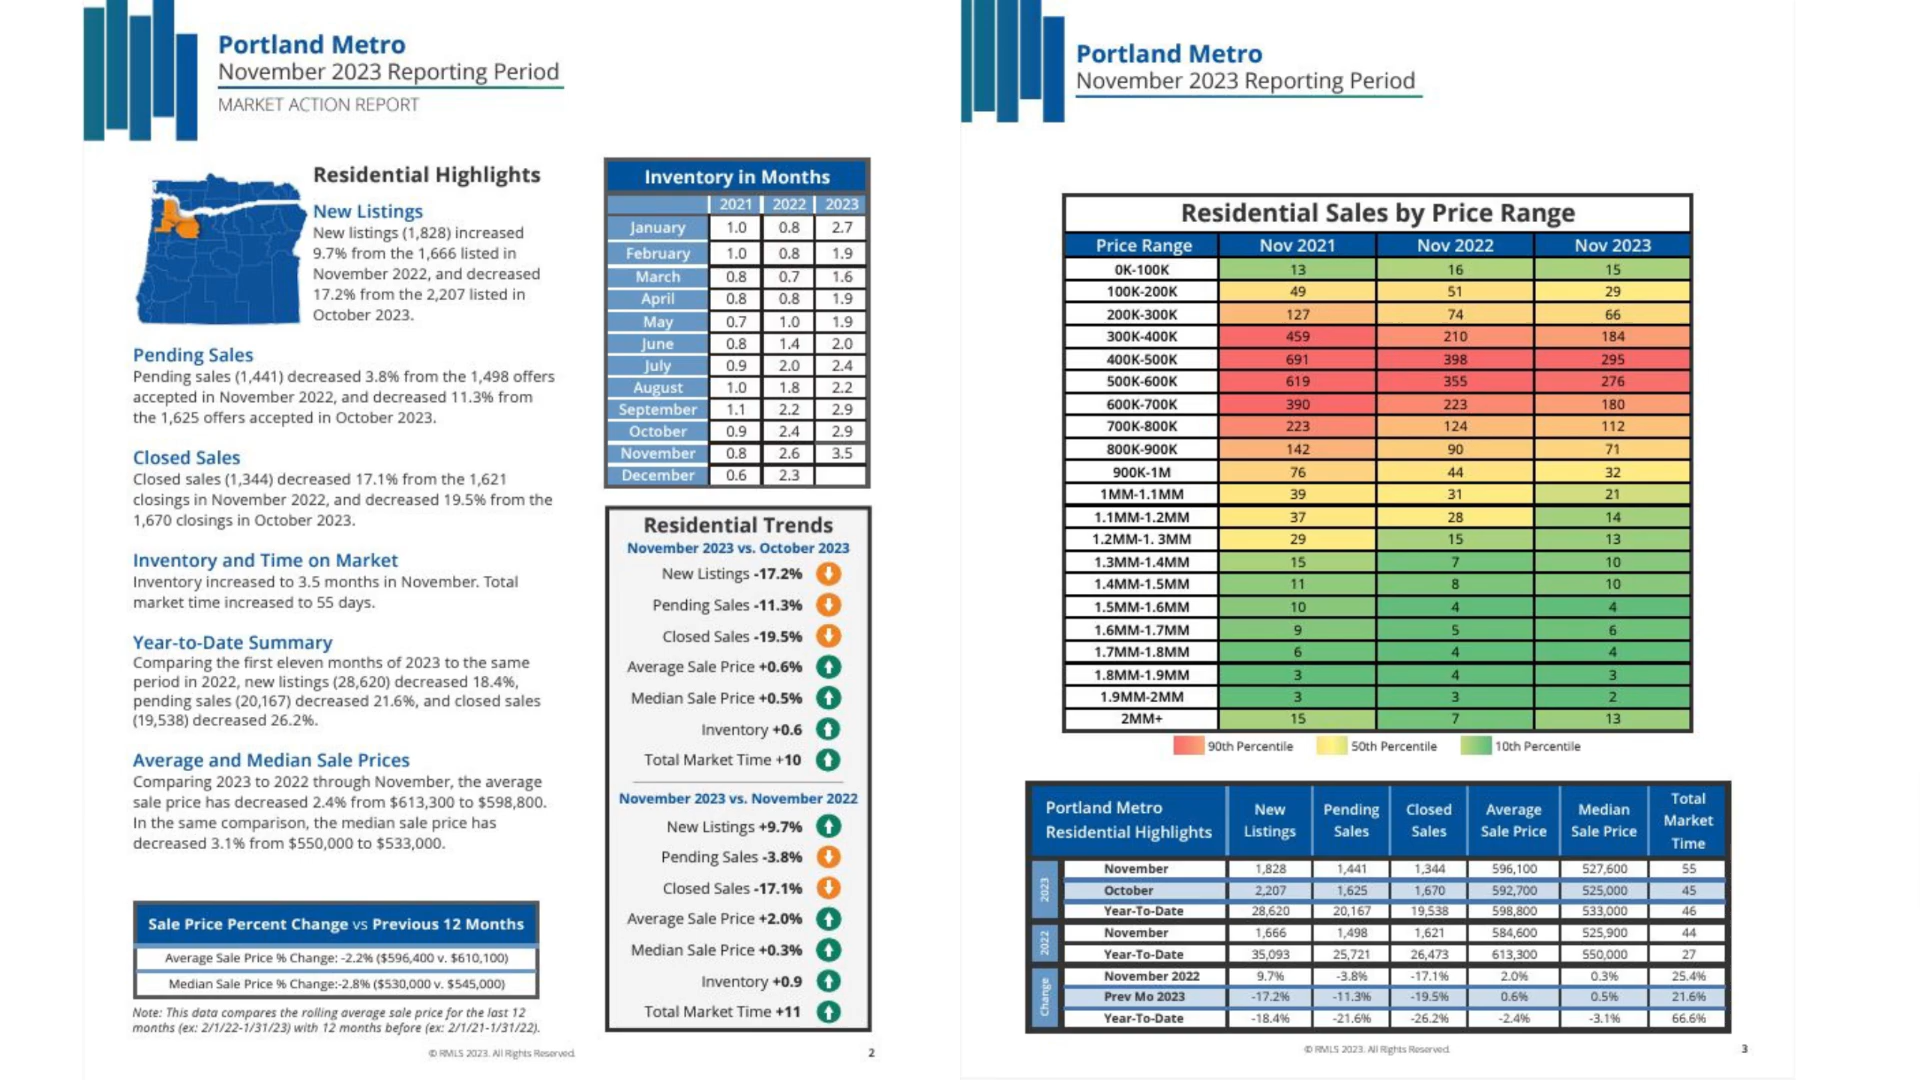 Portland Metro
November 2023 Reporting Period
MARKET ACTION REPORT
Residential Highlights
New Listings
New listings (1,828) increased
9.7% from the 1,666 listed in
November 2022, and decreased
17.2% from the 2,207 listed in
October 2023.
Pending Sales
Pending sales (1,441) decreased 3.8% from the 1,498 offers
accepted in November 2022, and decreased 11.3% from
the 1,625 offers accepted in October 2023.
Closed Sales
Closed sales (1,344) decreased 17.1% from the 1,621
closings in November 2022, and decreased 19.5% from the
1,670 closings in October 2023.
Inventory and Time on Market
Inventory increased to 3.5 months in November. Total
market time increased to 55 days.
Year-to-Date Summary
Comparing the first eleven months of 2023 to the same
period in 2022, new listings (28,620) decreased 18.4%,
pending sales (20,167) decreased 21.6%, and closed sales
(19,538) decreased 26.2%.
Average and Median Sale Prices
Comparing 2023 to 2022 through November, the average
sale price has decreased 2.4% from $613,300 to $598,800.
In the same comparison, the median sale price has
decreased 3.1% from $550,000 to $533,000.
Sale Price Percent Change vs Previous 12 Months
Average Sale Price % Change: -2.2% ($596,400 v. $610,100)
Median Sale Price % Change:-2.8% ($530,000 v. $545,000)
Note: This data compares the rolling average sale price for the last 12
months (ex: 2/1/22-1/31/23) with 12 months before (ex: 2/1/21-1/31/22).
Inventory in Months
2021 2022 2023
January 1.0 0.8 2.7
February 1.0 0.8 1.9
March 0.8 0.7 1.6
April 0.8 0.8 1.9
May 0.7 1.0 1.9
June 0.8 1.4 2.0
July 0.9 2.0 2.4
August 1.0 1.8 2.2
September 1.1 2.2 2.9
October 0.9 2.4 2.9
November 0.8 2.6 3.5
December 0.6 2.3
Residential Trends
November 2023 vs. October 2023
New Listings -17.2%
Pending Sales -11.3%
Closed Sales -19.5%
Average Sale Price +0.6%
Median Sale Price +0.5%
Inventory +0.6
Total Market Time +10
November 2023 vs. November 2022
New Listings +9.7%
Pending Sales -3.8%
Closed Sales -17.1%
Average Sale Price +2.0%
Median Sale Price +0.3%
Inventory +0.9
Total Market Time +11
© RMLS 2023. All Rights Reserved.
2
Portland Metro
November 2023 Reporting Period
Residential Sales by Price Range
Price Range Nov 2021 Nov 2022 Nov 2023
0K-100K 13 16 15
100K-200K 49 51 29
200K-300K 127 74 66
300K-400K 459 210 184
400K-500K 691 398 295
500K-600K 619 355 276
600K-700K 390 223 180
700K-800K 223 124 112
800K-900K 142 90 71
900K-1M 76 44 32
1MM-1.1MM 39 31 21
1.1MM-1.2MM 37 28 14
1.2MM-1. 3MM 29 15 13
1.3MM-1.4MM 15 7 10
1.4MM-1.5MM 11 8 10
1.5MM-1.6MM 10 4 4
1.6MM-1.7MM 9 5 6
1.7MM-1.8MM 6 4 4
1.8MM-1.9MM 3 4 3
1.9MM-2MM 3 3 2
2MM+ 15 7 13
90th Percentile 50th Percentile 10th Percentile
Portland Metro
Residential Highlights
New
Listings
Pending
Sales
Closed
Sales
Average
Sale Price
Median
Sale Price
Total
Market
Time
2023
November 1,828 1,441 1,344 596,100 527,600 55
October 2,207 1,625 1,670 592,700 525,000 45
Year-To-Date 28,620 20,167 19,538 598,800 533,000 46
2022
November 1,666 1,498 1,621 584,600 525,900 44
Year-To-Date 35,093 25,721 26,473 613,300 550,000 27
Change
November 2022 9.7% -3.8% -17.1% 2.0% 0.3% 25.4%
Prev Mo 2023 -17.2% -11.3% -19.5% 0.6% 0.5% 21.6%
Year-To-Date -18.4% -21.6% -26.2% -2.4% -3.1% 66.6%
© RMLS 2023. All Rights Reserved.
3